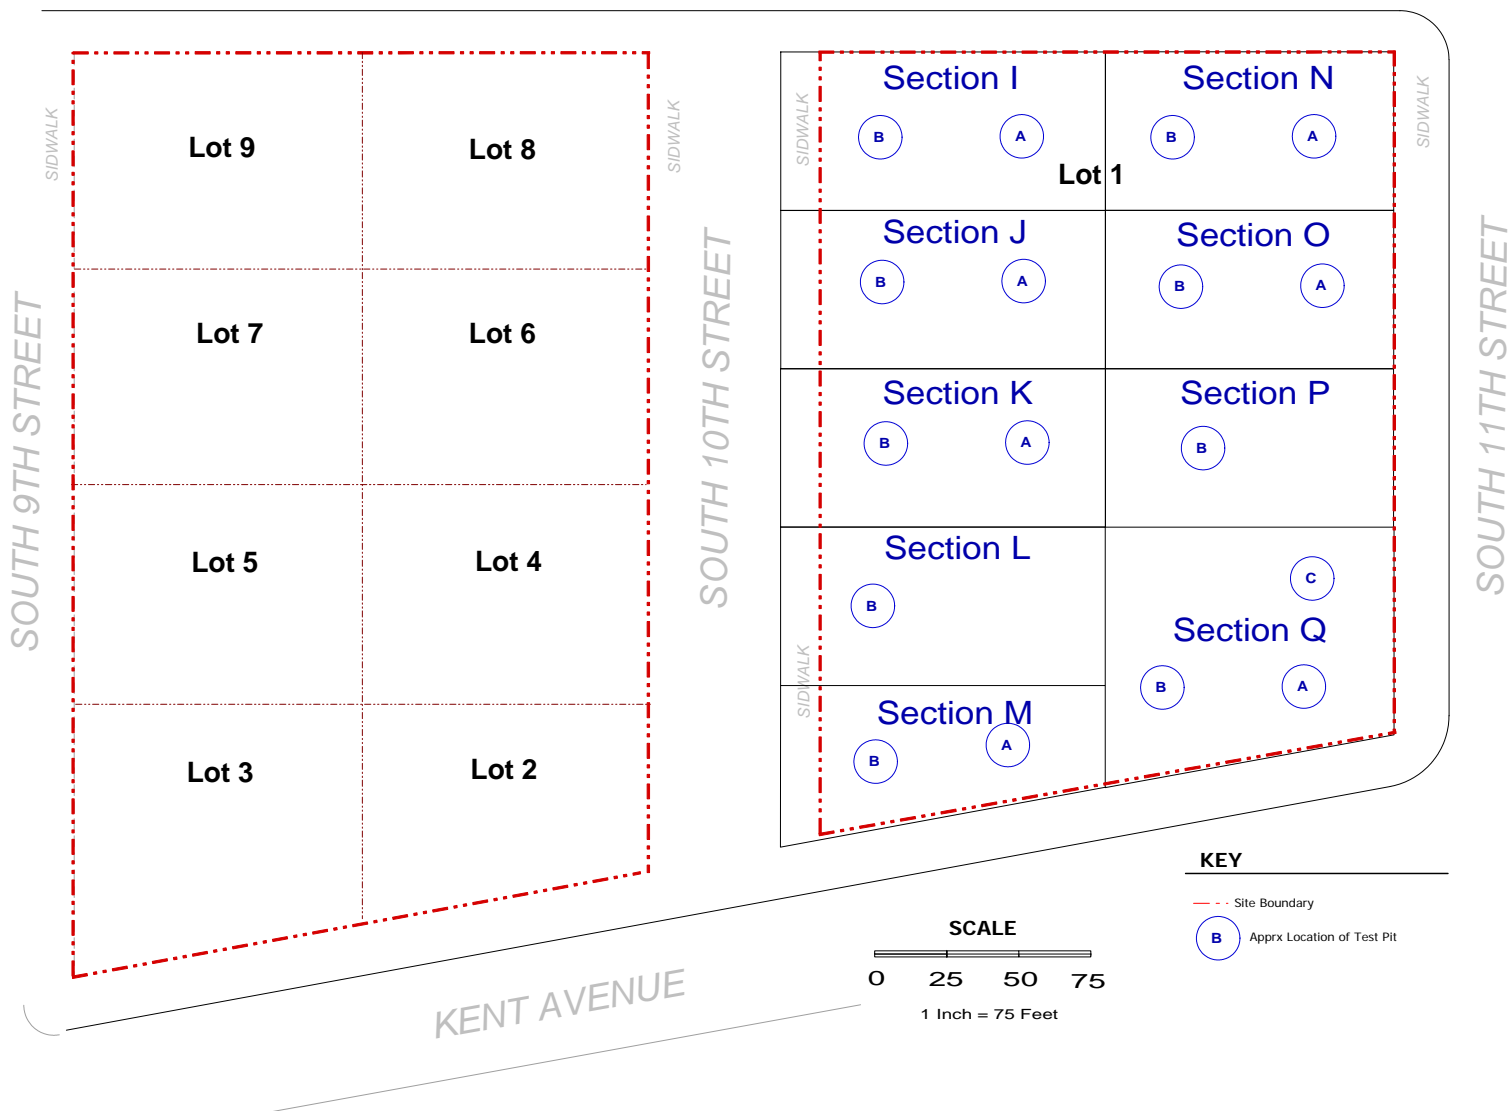 Section I
Section N
SIDWALK
SIDWALK
SIDWALK
SIDWALK
B
A
B
A
Lot 9
Lot 8
Lot 1
Section J
Section O
B
A
B
A
SOUTH 9TH STREET
SOUTH 10TH STREET
SOUTH 11TH STREET
Lot 7
Lot 6
Section K
Section P
B
A
B
Lot 5
Lot 4
Section L
C
B
Section Q
SIDWALK
B
A
Section M
B
A
Lot 3
Lot 2
KEY
Site Boundary
B
Apprx Location of Test Pit
SCALE
0 25 50 75
1 Inch = 75 Feet
KENT AVENUE